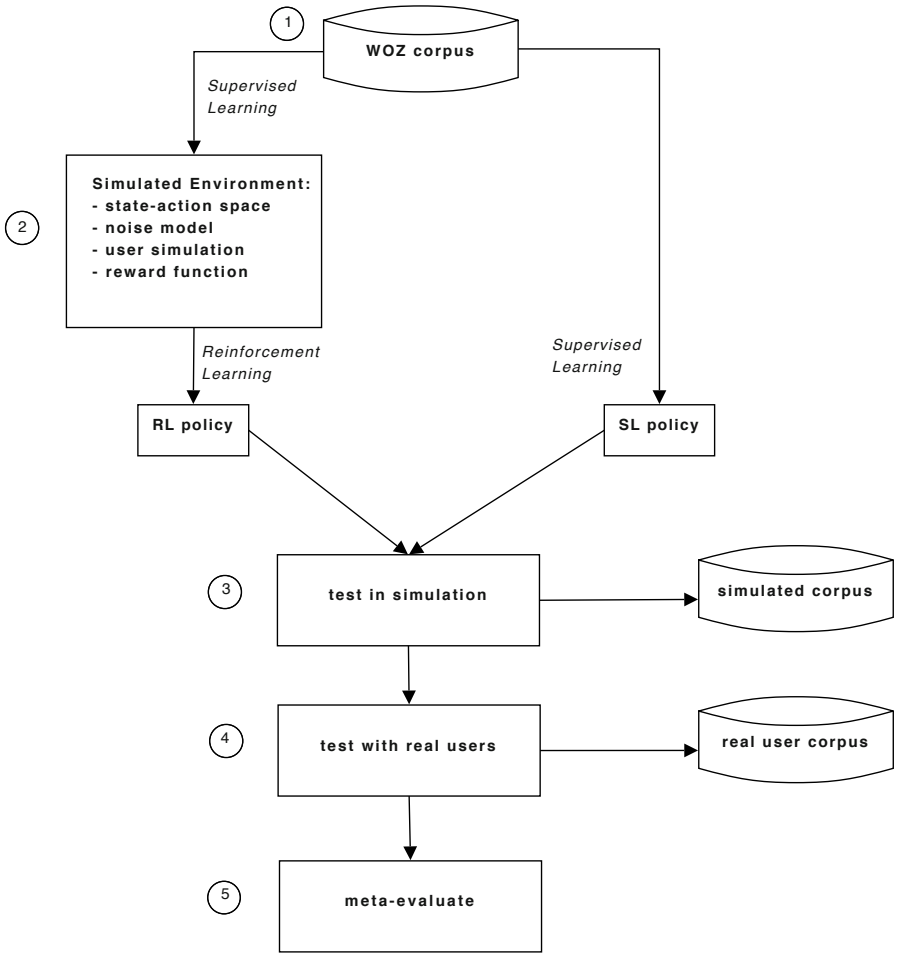 1
WOZ corpus
Supervised
Learning
Simulated Environment:
- state-action space
- noise model
- user simulation
- reward function
2
Reinforcement
Learning
Supervised
Learning
RL policy
SL policy
3
test in simulation
simulated corpus
4
test with real users
real user corpus
5
meta-evaluate